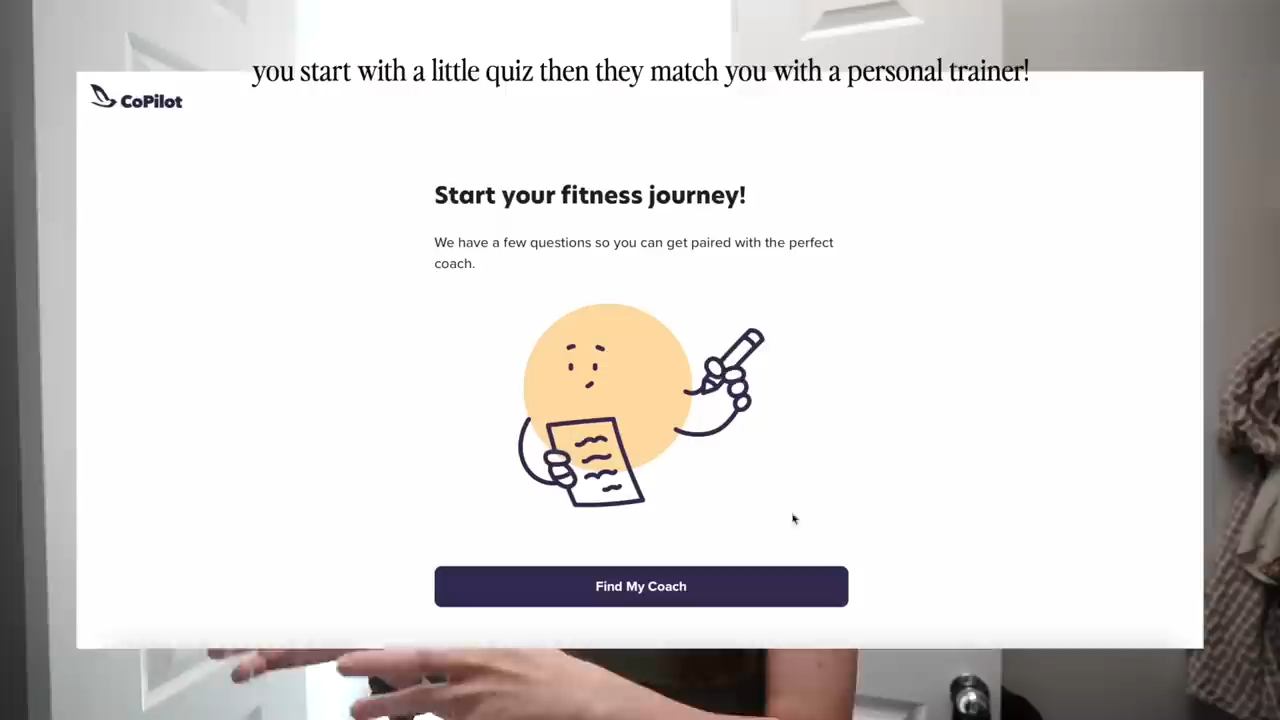 you start with a little quiz then they match you with a personal trainer!
CoPilot
Start your fitness journey!
We have a few questions so you can get paired with the perfect
coach.
Find My Coach